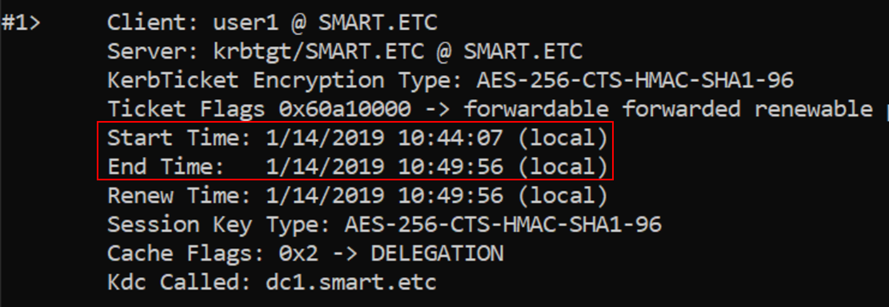 #1> Client: user1 @ SMART.ETC
Server: krbtgt/SMART.ETC @ SMART.ETC
KerbTicket Encryption Type: AES-256-CTS-HMAC-SHA1-96
Ticket Flags 0x60a10000 -> forwardable forwarded renewable
Start Time: 1/14/2019 10:44:07 (local)
End Time: 1/14/2019 10:49:56 (local)
Renew Time: 1/14/2019 10:49:56 (local)
Session Key Type: AES-256-CTS-HMAC-SHA1-96
Cache Flags: 0x2 -> DELEGATION
Kdc Called: dc1.smart.etc